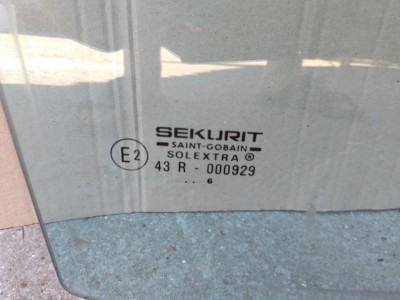 SEKURIT
SAINT-GOBAIN
SOLEXTRA ®
E2
43 R - 000929
.. 6